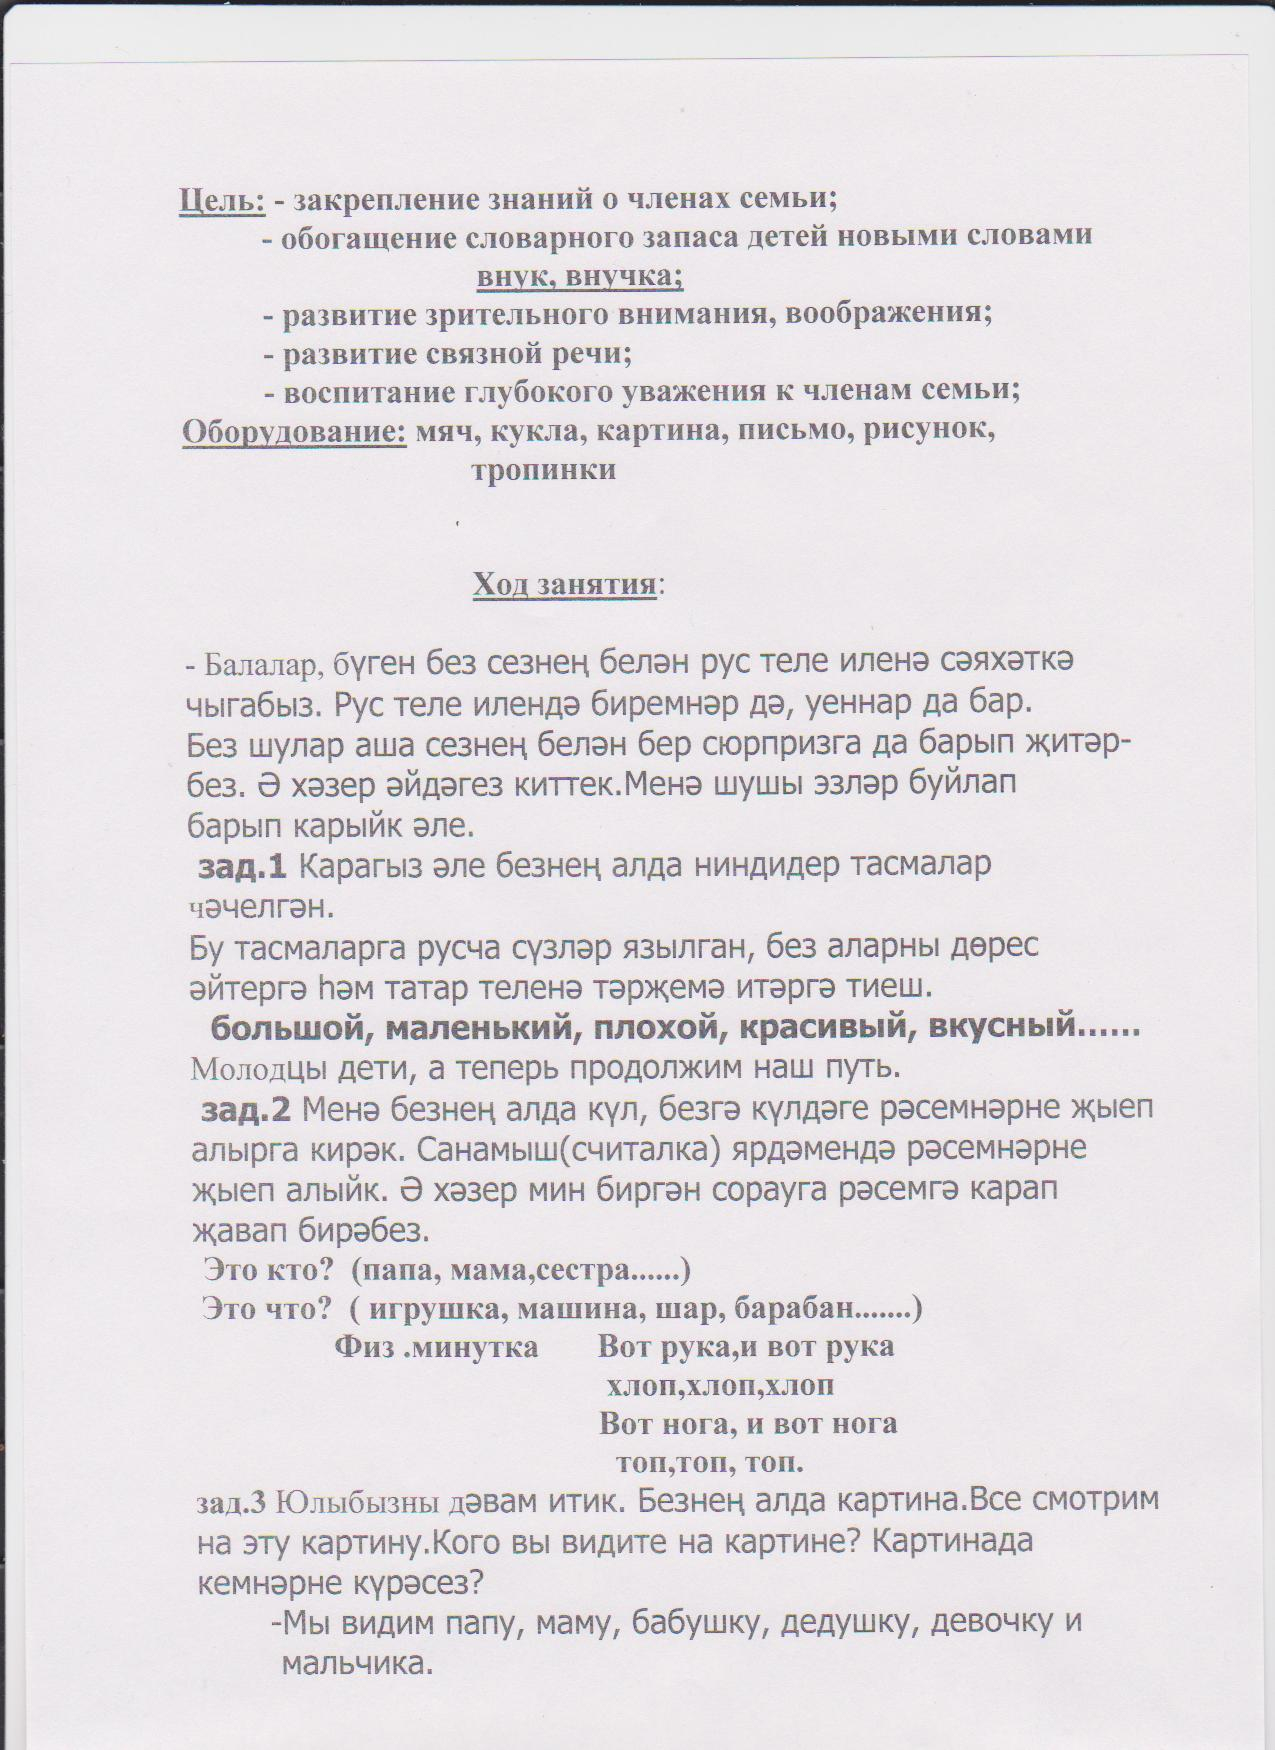 Цель: - закрепление знаний о членах семьи;
- обогащение словарного запаса детей новыми словами
внук, внучка;
- развитие зрительного внимания, воображения;
- развитие связной речи;
- воспитание глубокого уважения к членам семьи;
Оборудование: мяч, кукла, картина, письмо, рисунок,
тропинки
Ход занятия:
- Балалар, бүген без сезнең белән рус теле иленә сәяхәткә
чыгабыз. Рус теле илендә биремнәр дә, уеннар да бар.
Без шулар аша сезнең белән бер сюрпризга да барып җитәр-
без. Ә хәзер әйдәгез киттек.Менә шушы эзләр буйлап
барып карыйк әле.
зад.1 Карагыз әле безнең алда ниндидер тасмалар
чәчелгән.
Бу тасмаларга русча сүзләр язылган, без аларны дөрес
әйтергә һәм татар теленә тәрҗемә итәргә тиеш.
большой, маленький, плохой, красивый, вкусный......
Молодцы дети, а теперь продолжим наш путь.
зад.2 Менә безнең алда күл, безгә күлдәге рәсемнәрне җыеп
алырга кирәк. Санамыш(считалка) ярдәмендә рәсемнәрне
җыеп алыйк. Ә хәзер мин биргән сорауга рәсемгә карап
җавап бирәбез.
Это кто?  (папа, мама,сестра......)
Это что?  ( игрушка, машина, шар, барабан.......)
Физ .минутка Вот рука,и вот рука
хлоп,хлоп,хлоп
Вот нога, и вот нога
топ,топ, топ.
зад.3 Юлыбызны дәвам итик. Безнең алда картина.Все смотрим
на эту картину.Кого вы видите на картине? Картинада
кемнәрне күрәсез?
-Мы видим папу, маму, бабушку, дедушку, девочку и
мальчика.